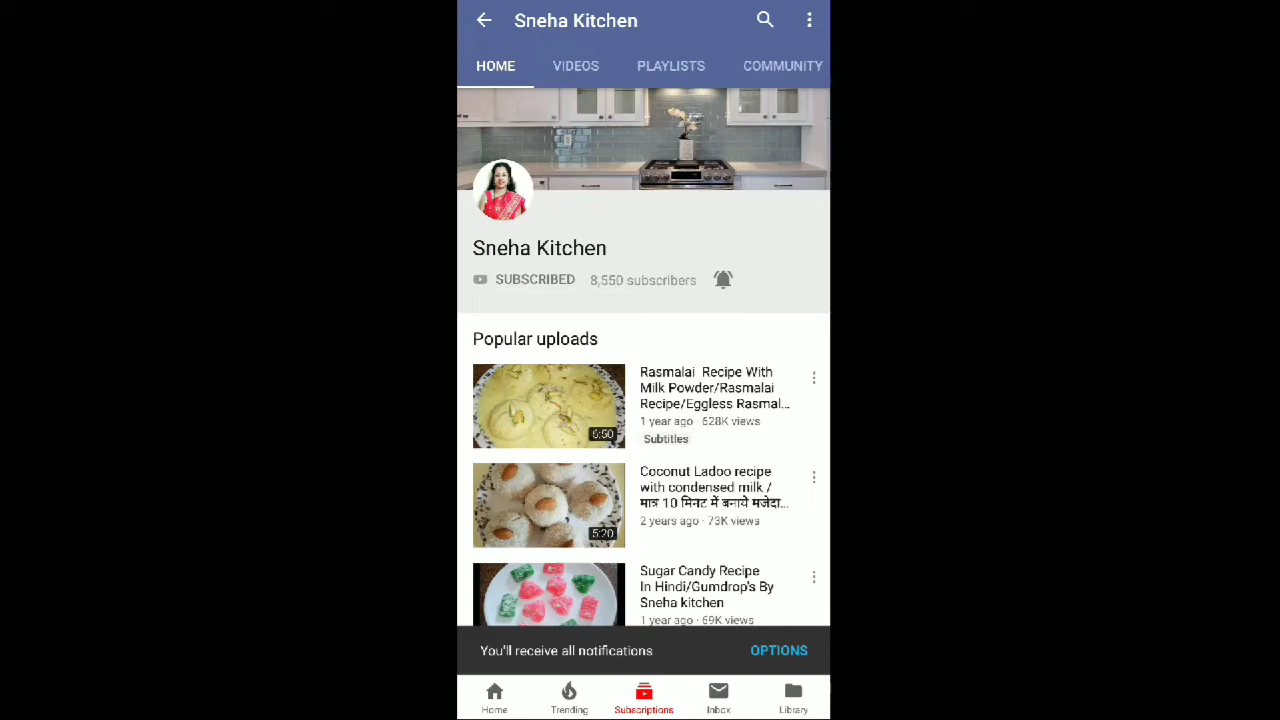 Sneha Kitchen
HOME VIDEOS PLAYLISTS COMMUNITY
Sneha Kitchen
SUBSCRIBED 8,550 subscribers
Popular uploads
Rasmalai Recipe With
Milk Powder/Rasmalai
Recipe/Eggless Rasmal...
1 year ago · 628K views
Subtitles
6:50
Coconut Ladoo recipe
with condensed milk /
मात्र 10 मिनट में बनाये मजेदा...
2 years ago · 73K views
5:20
Sugar Candy Recipe
In Hindi/Gumdrop's By
Sneha kitchen
1 year ago · 69K views
You'll receive all notifications OPTIONS
Home Trending Subscriptions Inbox Library